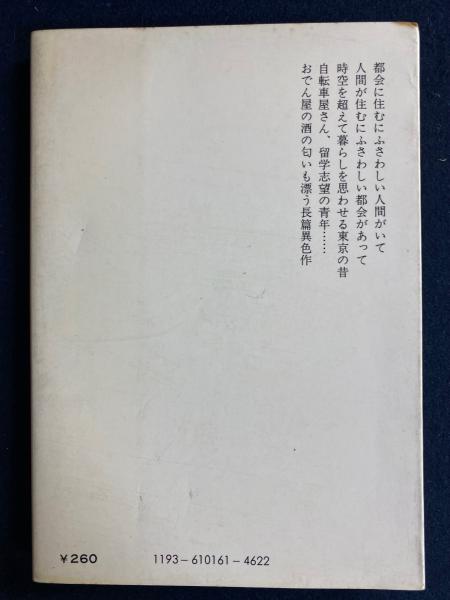 都会に住むにふさわしい人間がいて
人間が住むにふさわしい都会があって
時空を超えて暮らしを思わせる東京の昔
自転車屋さん、留学志望の青年……
おでん屋の酒の匂いも漂う長篇異色作
￥260
1193－610161－4622